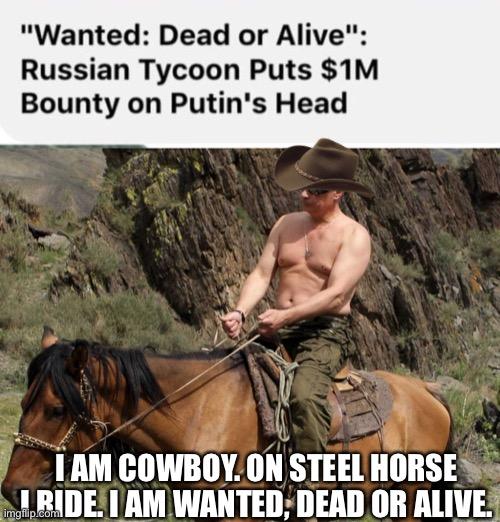 "Wanted: Dead or Alive":
Russian Tycoon Puts $1M
Bounty on Putin's Head
I AM COWBOY. ON STEEL HORSE
I RIDE. I AM WANTED, DEAD OR ALIVE.
imgflip.com